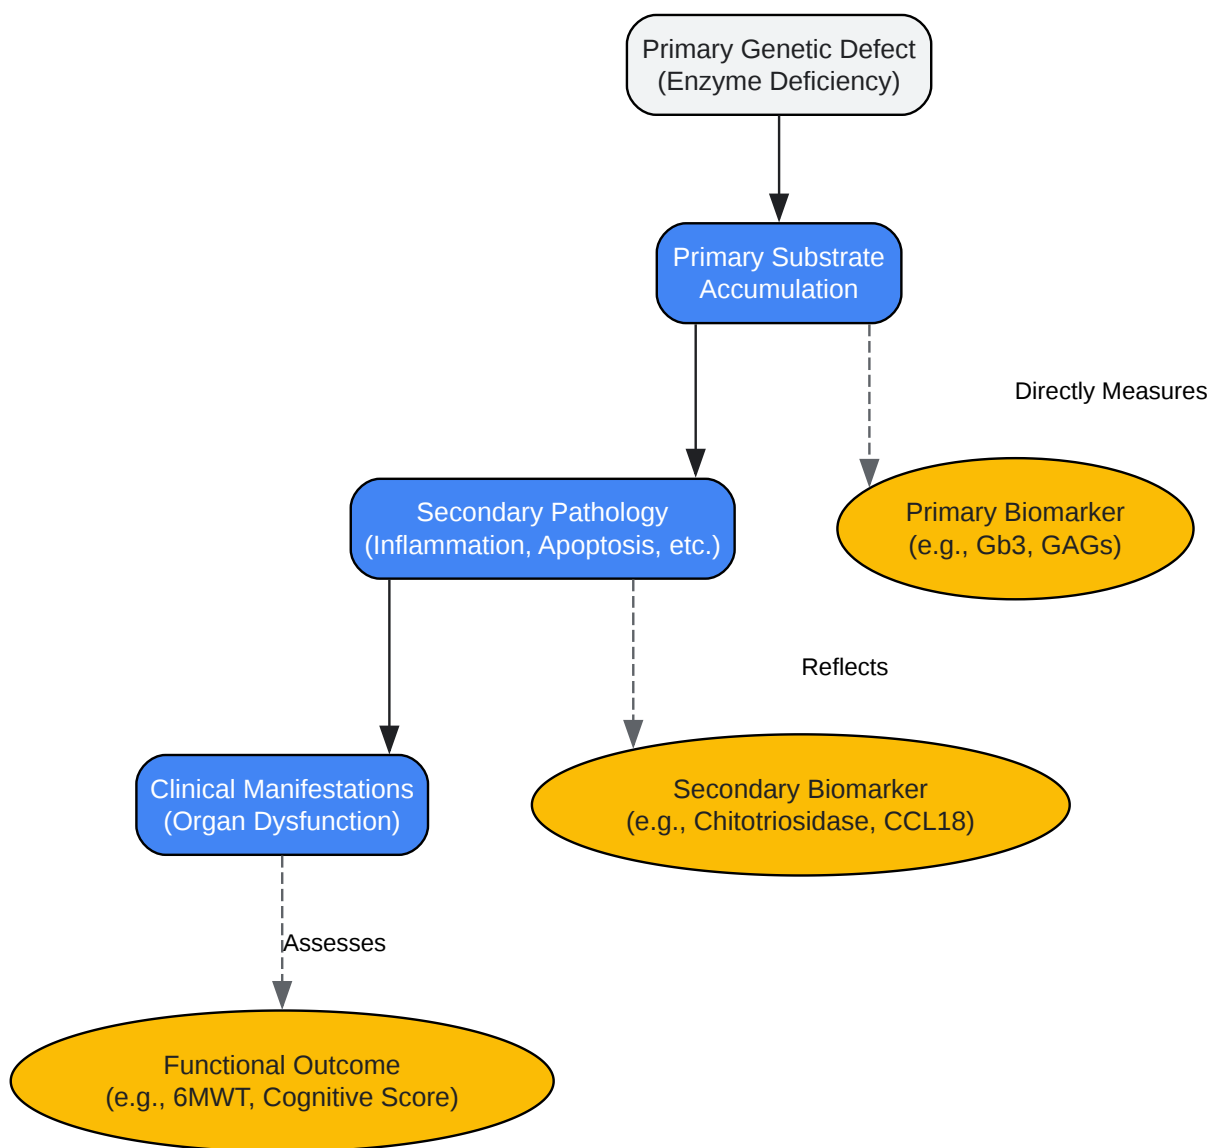 Primary Genetic Defect
(Enzyme Deficiency)
Primary Substrate
Accumulation
Directly Measures
Secondary Pathology
(Inflammation, Apoptosis, etc.)
Primary Biomarker
(e.g., Gb3, GAGs)
Reflects
Clinical Manifestations
(Organ Dysfunction)
Secondary Biomarker
(e.g., Chitotriosidase, CCL18)
Assesses
Functional Outcome
(e.g., 6MWT, Cognitive Score)